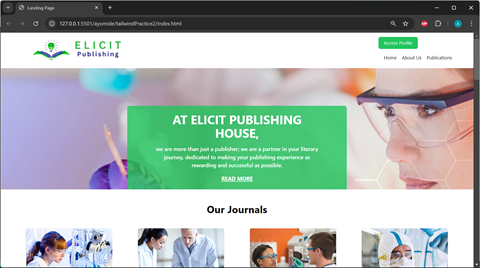 Landing Page
127.0.0.1:5501/ayomide/tailwindPractice2/index.html
ELICIT
Publishing
Access Profile
Home About Us Publications
AT ELICIT PUBLISHING
HOUSE,
we are more than just a publisher; we are a partner in your literary
journey, dedicated to making your publishing experience as
rewarding and successful as possible.
READ MORE
Our Journals